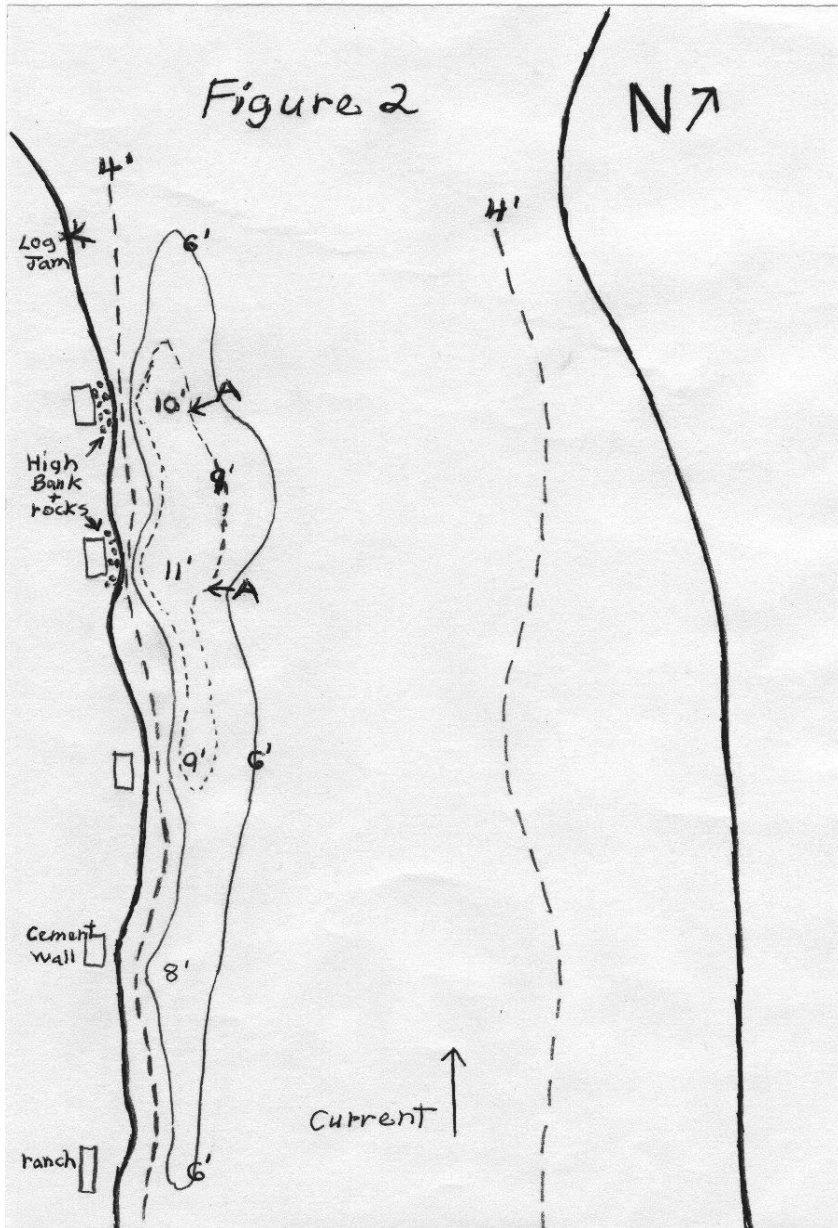 Figure 2
N
4'
4'
Log
Jam
6'
10'
A
High
Bank
+
rocks
9'
11'
A
9'
6'
cement
wall
8'
Current
ranch
6'